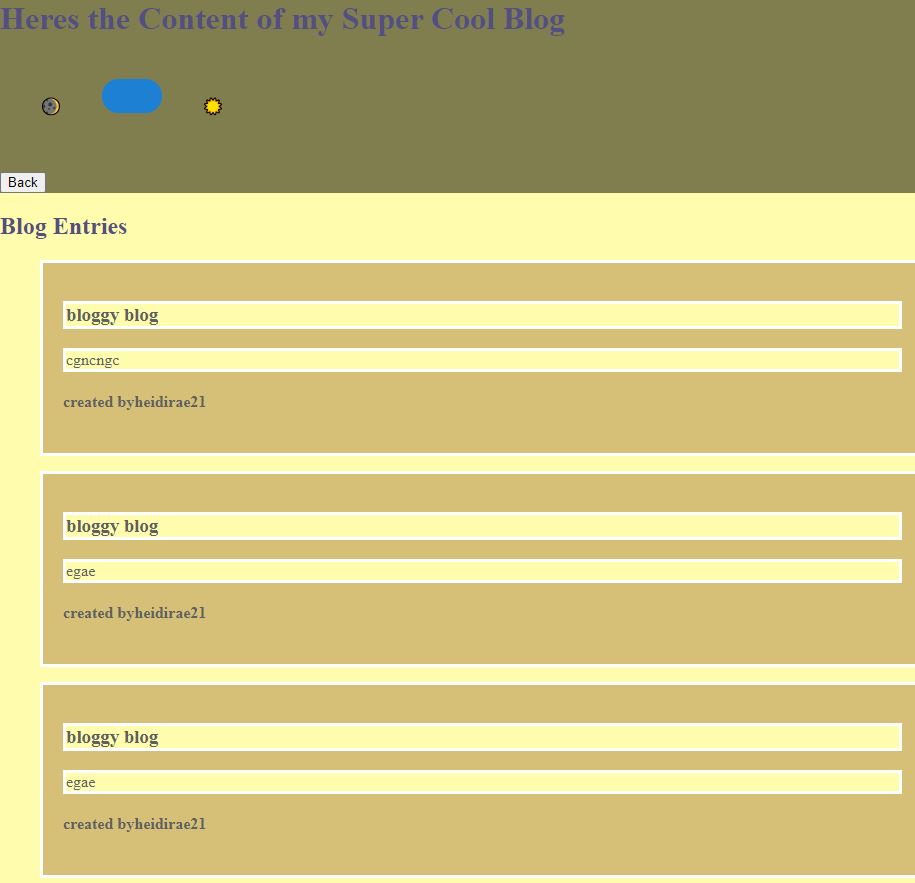 Heres the Content of my Super Cool Blog
Back
Blog Entries
bloggy blog
cgncngc
created byheidirae21
bloggy blog
egae
created byheidirae21
bloggy blog
egae
created byheidirae21